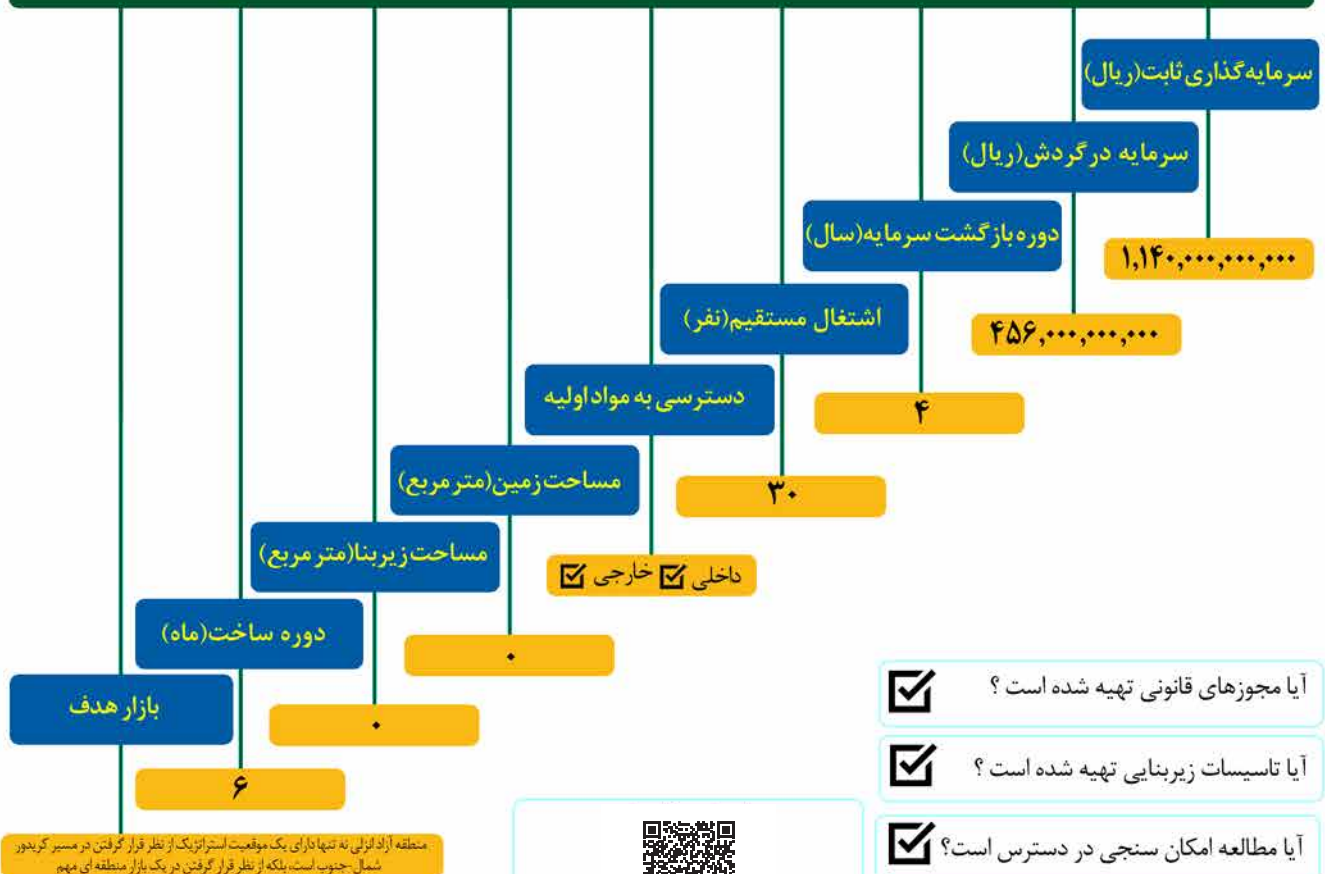 سرمایه‌گذاری ثابت(ریال)
۱,۱۴۰,۰۰۰,۰۰۰,۰۰۰
سرمایه در گردش(ریال)
۴۵۶,۰۰۰,۰۰۰,۰۰۰
دوره بازگشت سرمایه(سال)
۴
اشتغال مستقیم(نفر)
۳۰
دسترسی به مواد اولیه
داخلی ☑ خارجی ☑
مساحت زمین(متر مربع)
۰
مساحت زیربنا(متر مربع)
۰
دوره ساخت(ماه)
۶
بازار هدف
منطقه آزاد انزلی نه تنها دارای یک موقعیت استراتژیک از نظر قرار گرفتن در مسیر کریدور
شمال-جنوب است، بلکه از نظر قرار گرفتن در یک بازار منطقه ای مهم
آیا مجوزهای قانونی تهیه شده است ؟ ☑
آیا تاسیسات زیربنایی تهیه شده است ؟ ☑
آیا مطالعه امکان سنجی در دسترس است؟ ☑